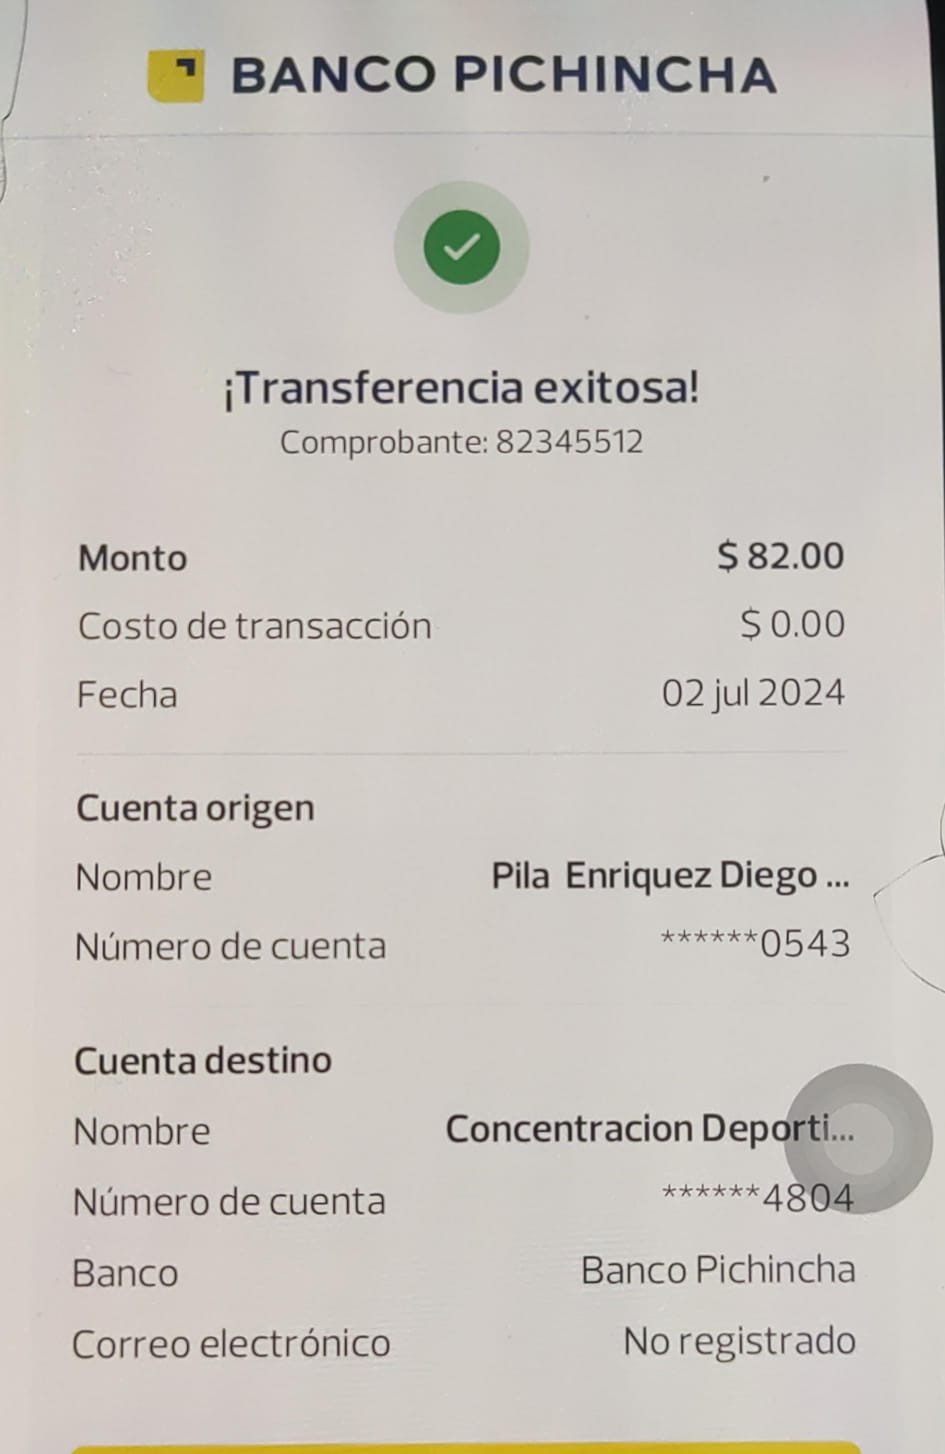 BANCO PICHINCHA
¡Transferencia exitosa!
Comprobante: 82345512
Monto $ 82.00
Costo de transacción $ 0.00
Fecha 02 jul 2024
Cuenta origen
Nombre Pila Enriquez Diego ...
Número de cuenta ******0543
Cuenta destino
Nombre Concentracion Deporti...
Número de cuenta ******4804
Banco Banco Pichincha
Correo electrónico No registrado